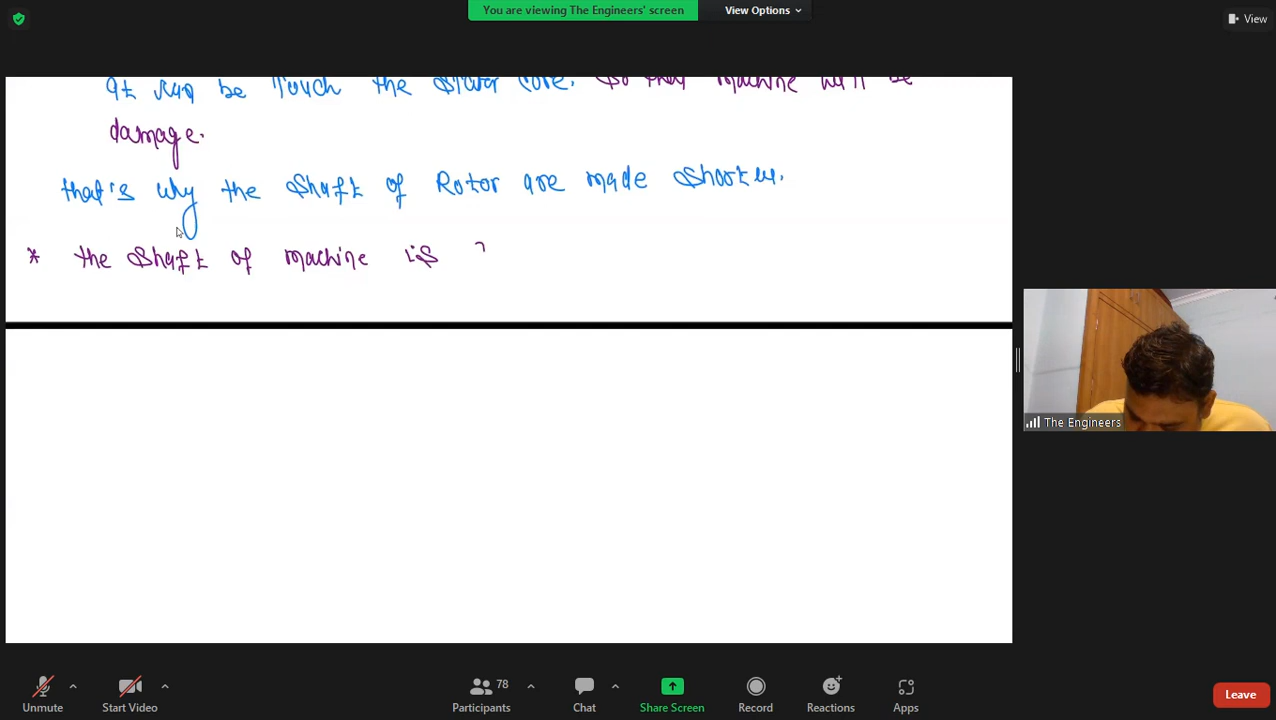 You are viewing The Engineers' screen
View Options
View
It can be Touch the Stator core. So that machine will be
damage.
that's why the Shaft of Rotor are made Shorter.
* the Shaft of machine is
The Engineers
Unmute
Start Video
78
Participants
Chat
Share Screen
Record
Reactions
Apps
Leave